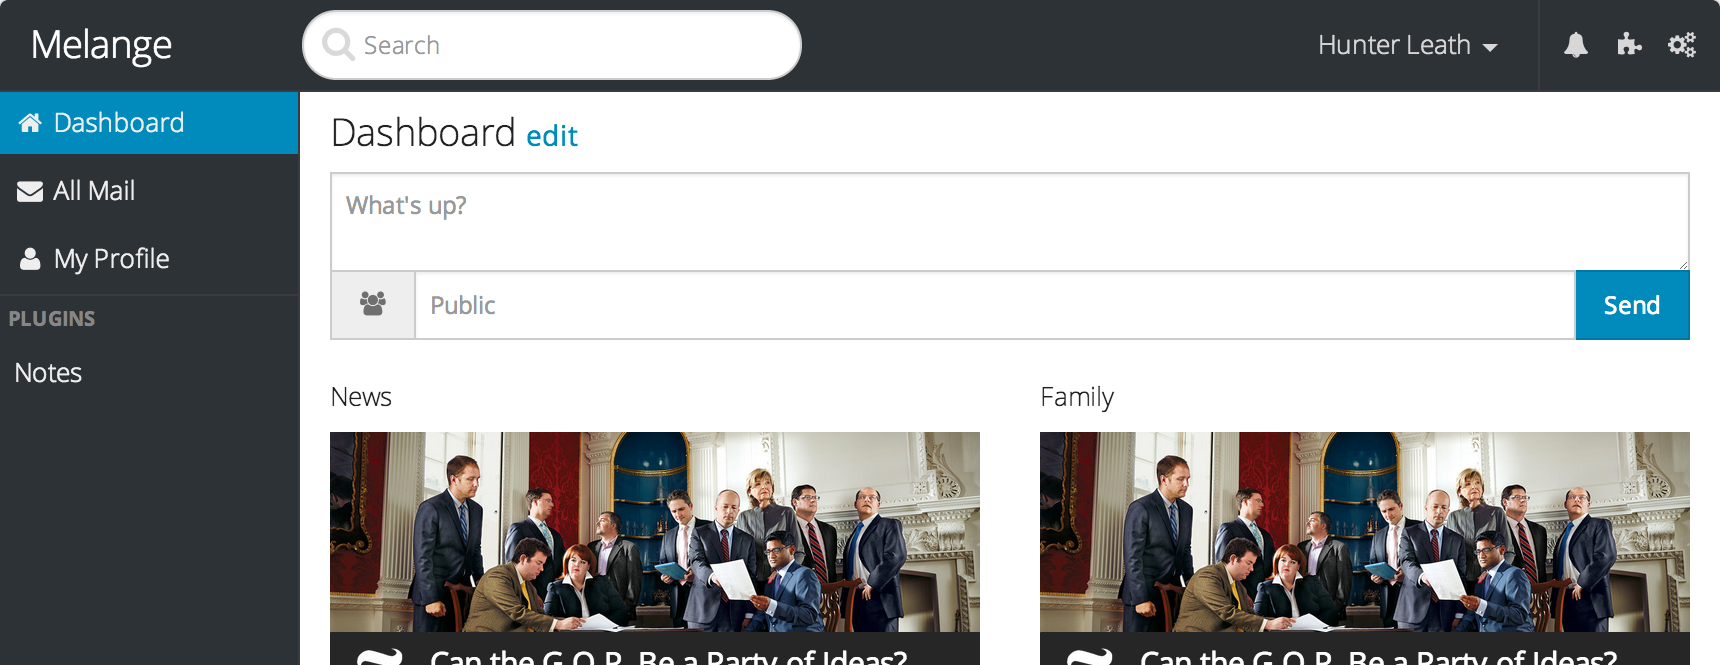 Melange
Search
Hunter Leath
Dashboard
All Mail
My Profile
PLUGINS
Notes
Dashboard edit
What's up?
Public
Send
News
Family
Can the G.O.P. Be a Party of Ideas?
Can the G.O.P. Be a Party of Ideas?